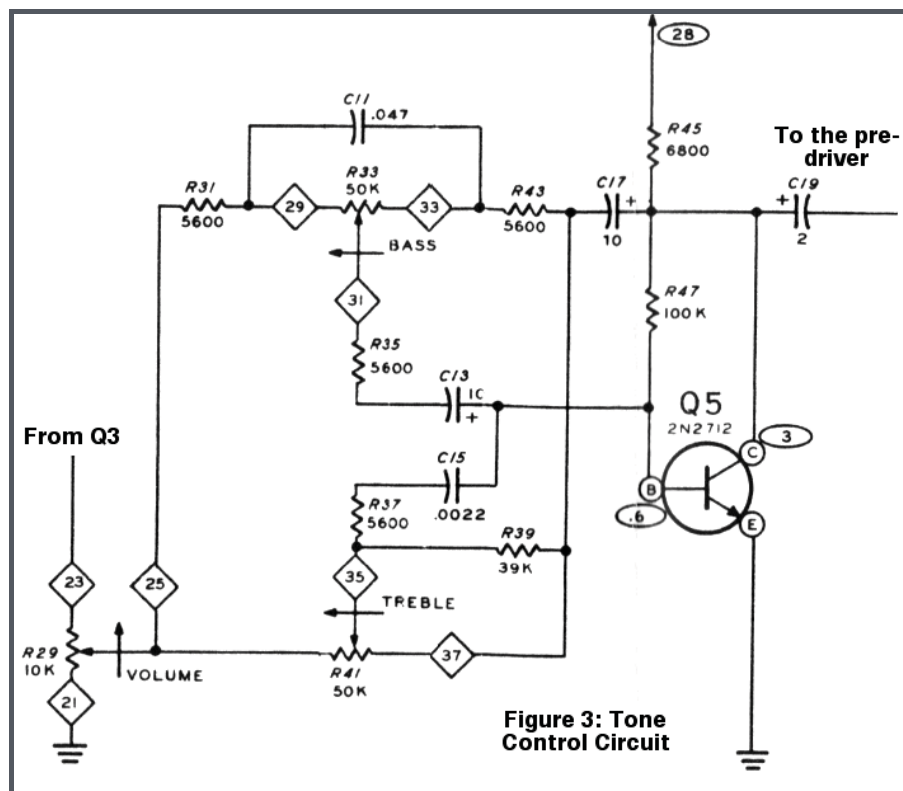 28
C11
.047
R45
6800
To the pre-
driver
R33
50K
R31
5600
29
33
R43
5600
C17
+
10
+
C19
2
BASS
31
R47
100K
R35
5600
C13
1C
+
Q5
2N2712
3
C
From Q3
C15
.0022
R37
5600
B
.6
E
R39
39K
35
23
25
TREBLE
R29
10K
VOLUME
37
R41
50K
21
Figure 3: Tone
Control Circuit